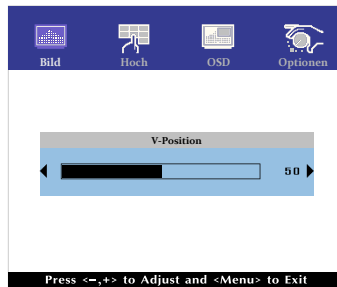 Bild Hoch OSD Optionen
V-Position
50
Press <–,+> to Adjust and <Menu> to Exit